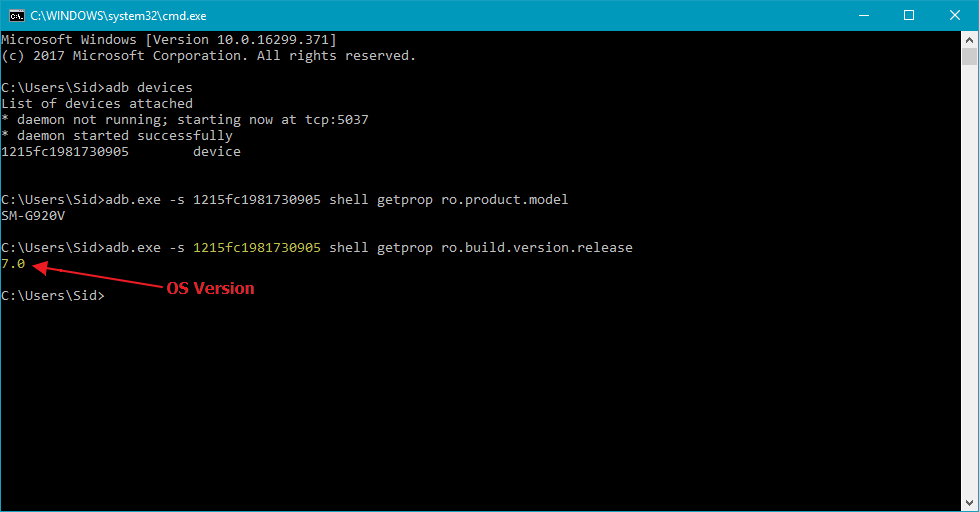 C:\WINDOWS\system32\cmd.exe
Microsoft Windows [Version 10.0.16299.371]
(c) 2017 Microsoft Corporation. All rights reserved.
C:\Users\Sid>adb devices
List of devices attached
* daemon not running; starting now at tcp:5037
* daemon started successfully
1215fc1981730905        device
C:\Users\Sid>adb.exe -s 1215fc1981730905 shell getprop ro.product.model
SM-G920V
C:\Users\Sid>adb.exe -s 1215fc1981730905 shell getprop ro.build.version.release
7.0
OS Version
C:\Users\Sid>